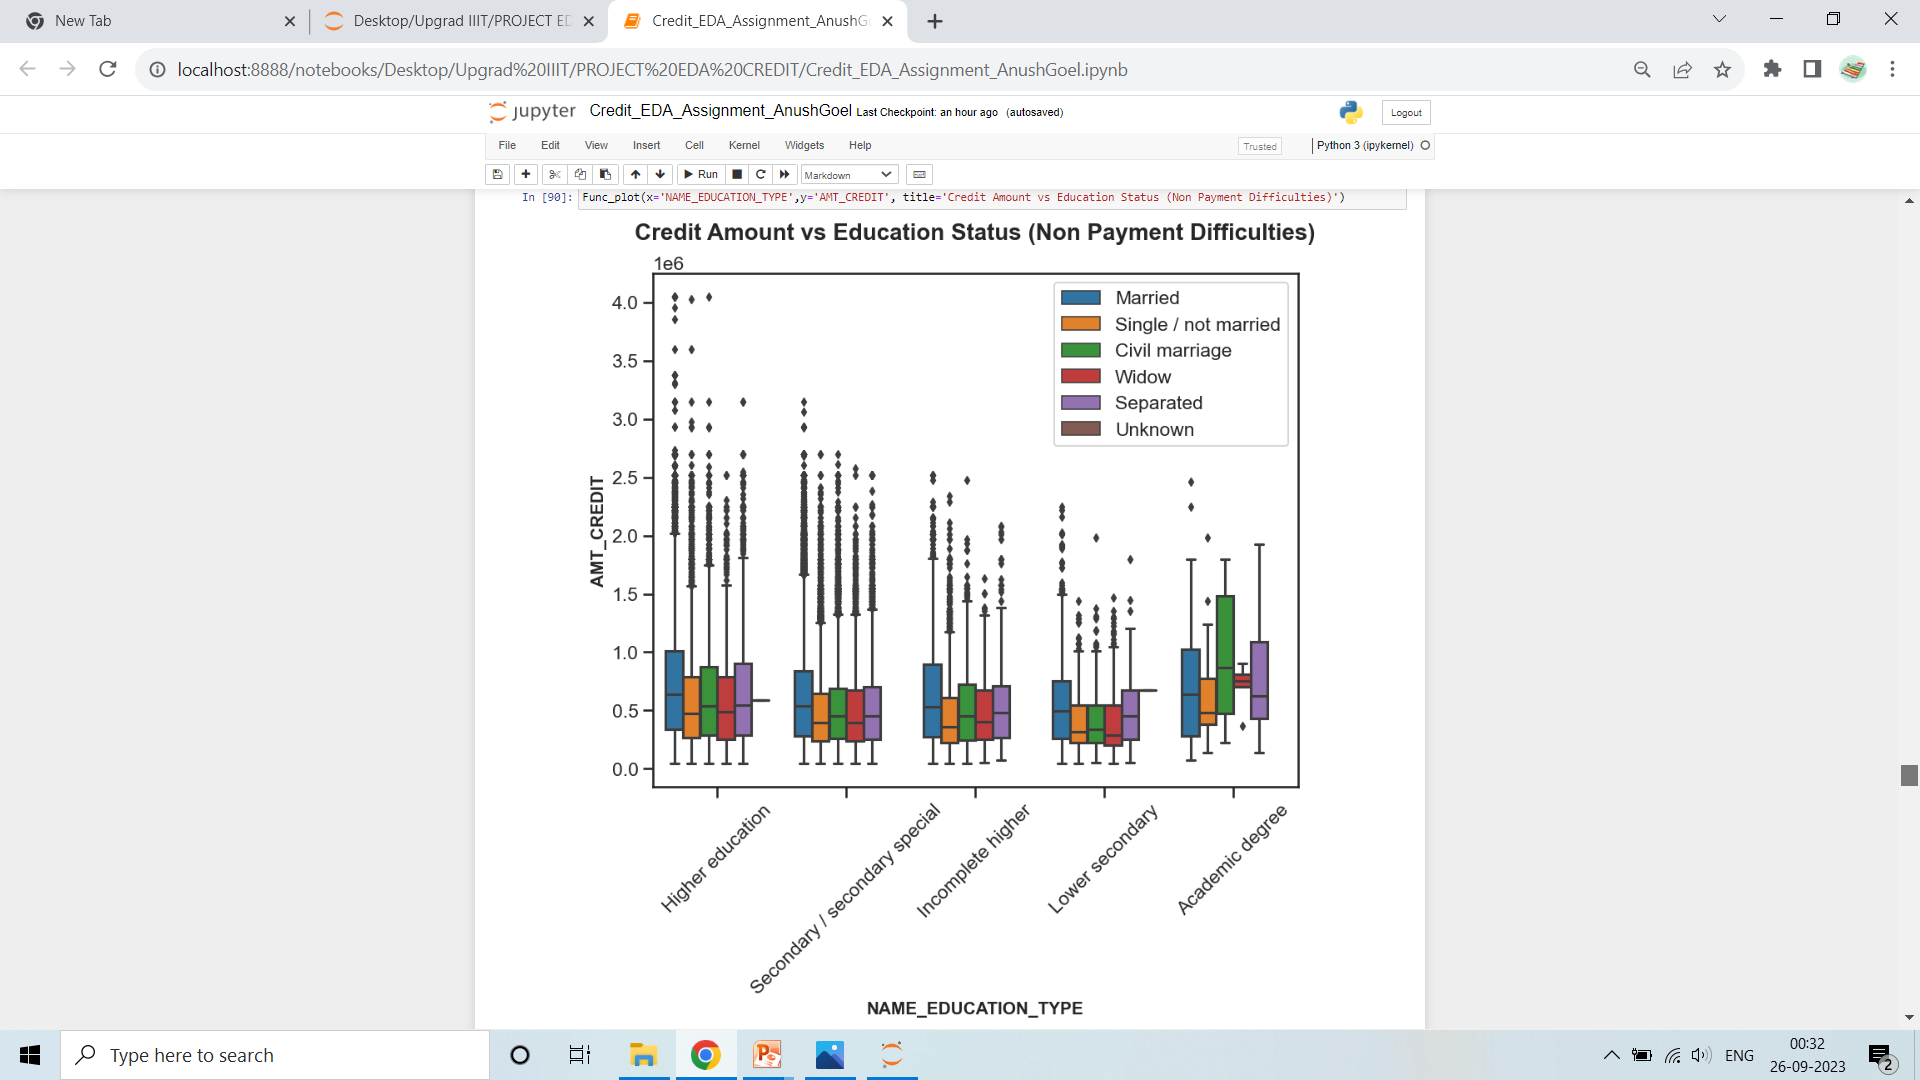 New Tab
Desktop/Upgrad IIIT/PROJECT ED
Credit_EDA_Assignment_AnushGo
localhost:8888/notebooks/Desktop/Upgrad%20IIIT/PROJECT%20EDA%20CREDIT/Credit_EDA_Assignment_AnushGoel.ipynb
jupyter Credit_EDA_Assignment_AnushGoel Last Checkpoint: an hour ago (autosaved)
Logout
File Edit View Insert Cell Kernel Widgets Help
Trusted
Python 3 (ipykernel)
Run
Markdown
In [90]: Func_plot(x='NAME_EDUCATION_TYPE',y='AMT_CREDIT', title='Credit Amount vs Education Status (Non Payment Difficulties)')
Credit Amount vs Education Status (Non Payment Difficulties)
1e6
4.0
3.5
3.0
2.5
2.0
1.5
1.0
0.5
0.0
AMT_CREDIT
Married
Single / not married
Civil marriage
Widow
Separated
Unknown
Higher education
Secondary / secondary special
Incomplete higher
Lower secondary
Academic degree
NAME_EDUCATION_TYPE
Type here to search
ENG
00:32
26-09-2023
2